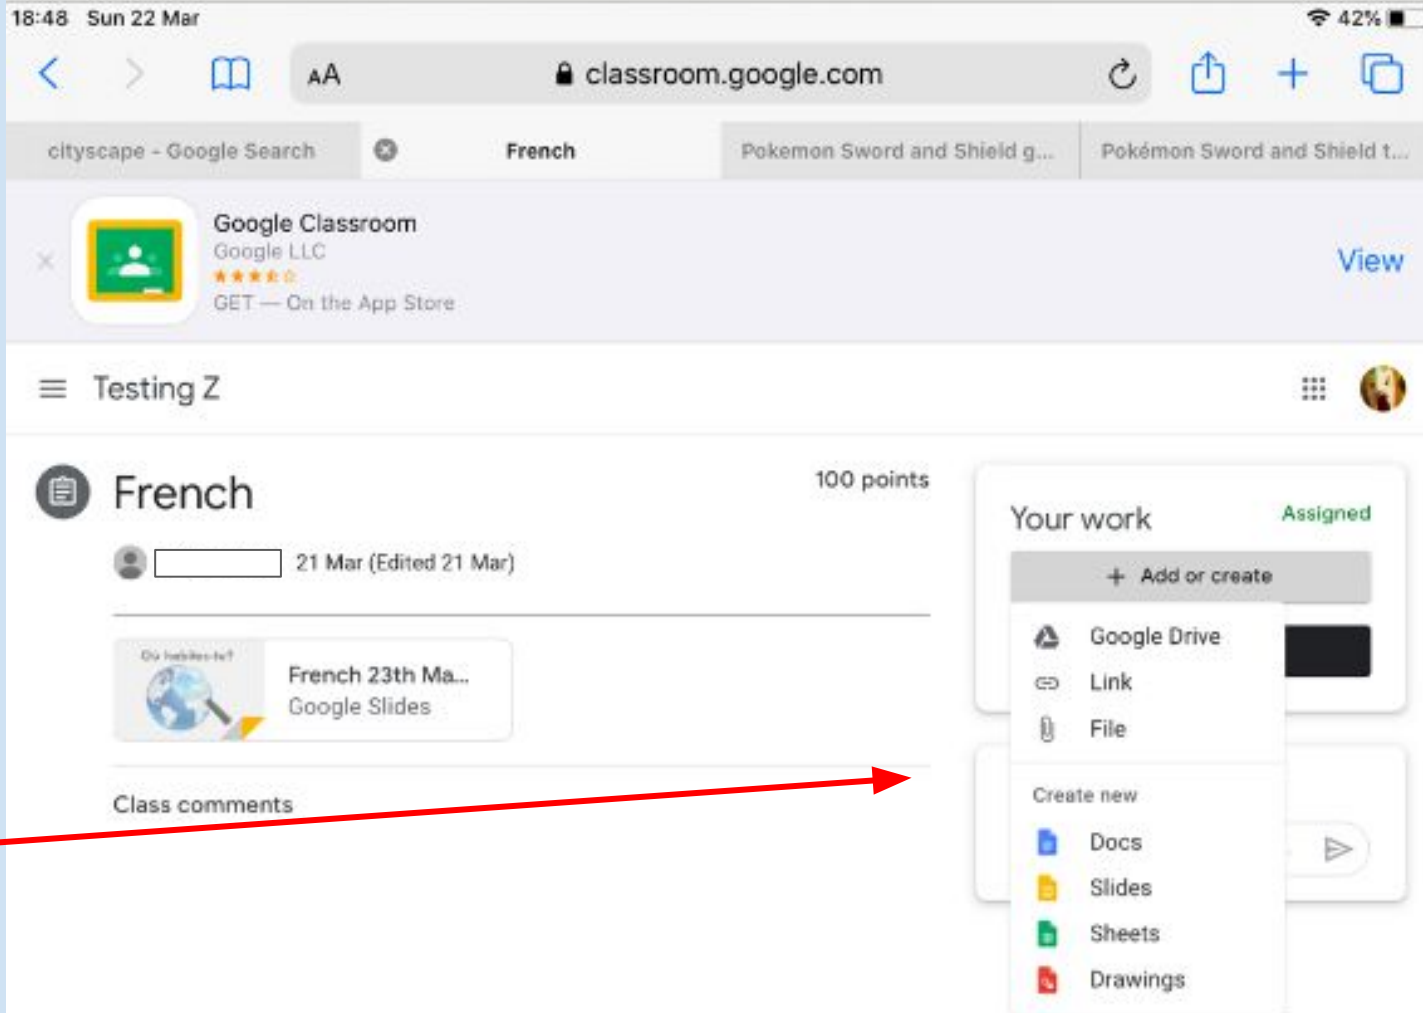 18:48 Sun 22 Mar 42%
AA classroom.google.com
cityscape - Google Search French Pokemon Sword and Shield g... Pokémon Sword and Shield t...
Google Classroom
Google LLC
GET — On the App Store
View
Testing Z
French 100 points
21 Mar (Edited 21 Mar)
Où habites-tu?
French 23th Ma...
Google Slides
Class comments
Your work Assigned
+ Add or create
Google Drive
Link
File
Create new
Docs
Slides
Sheets
Drawings